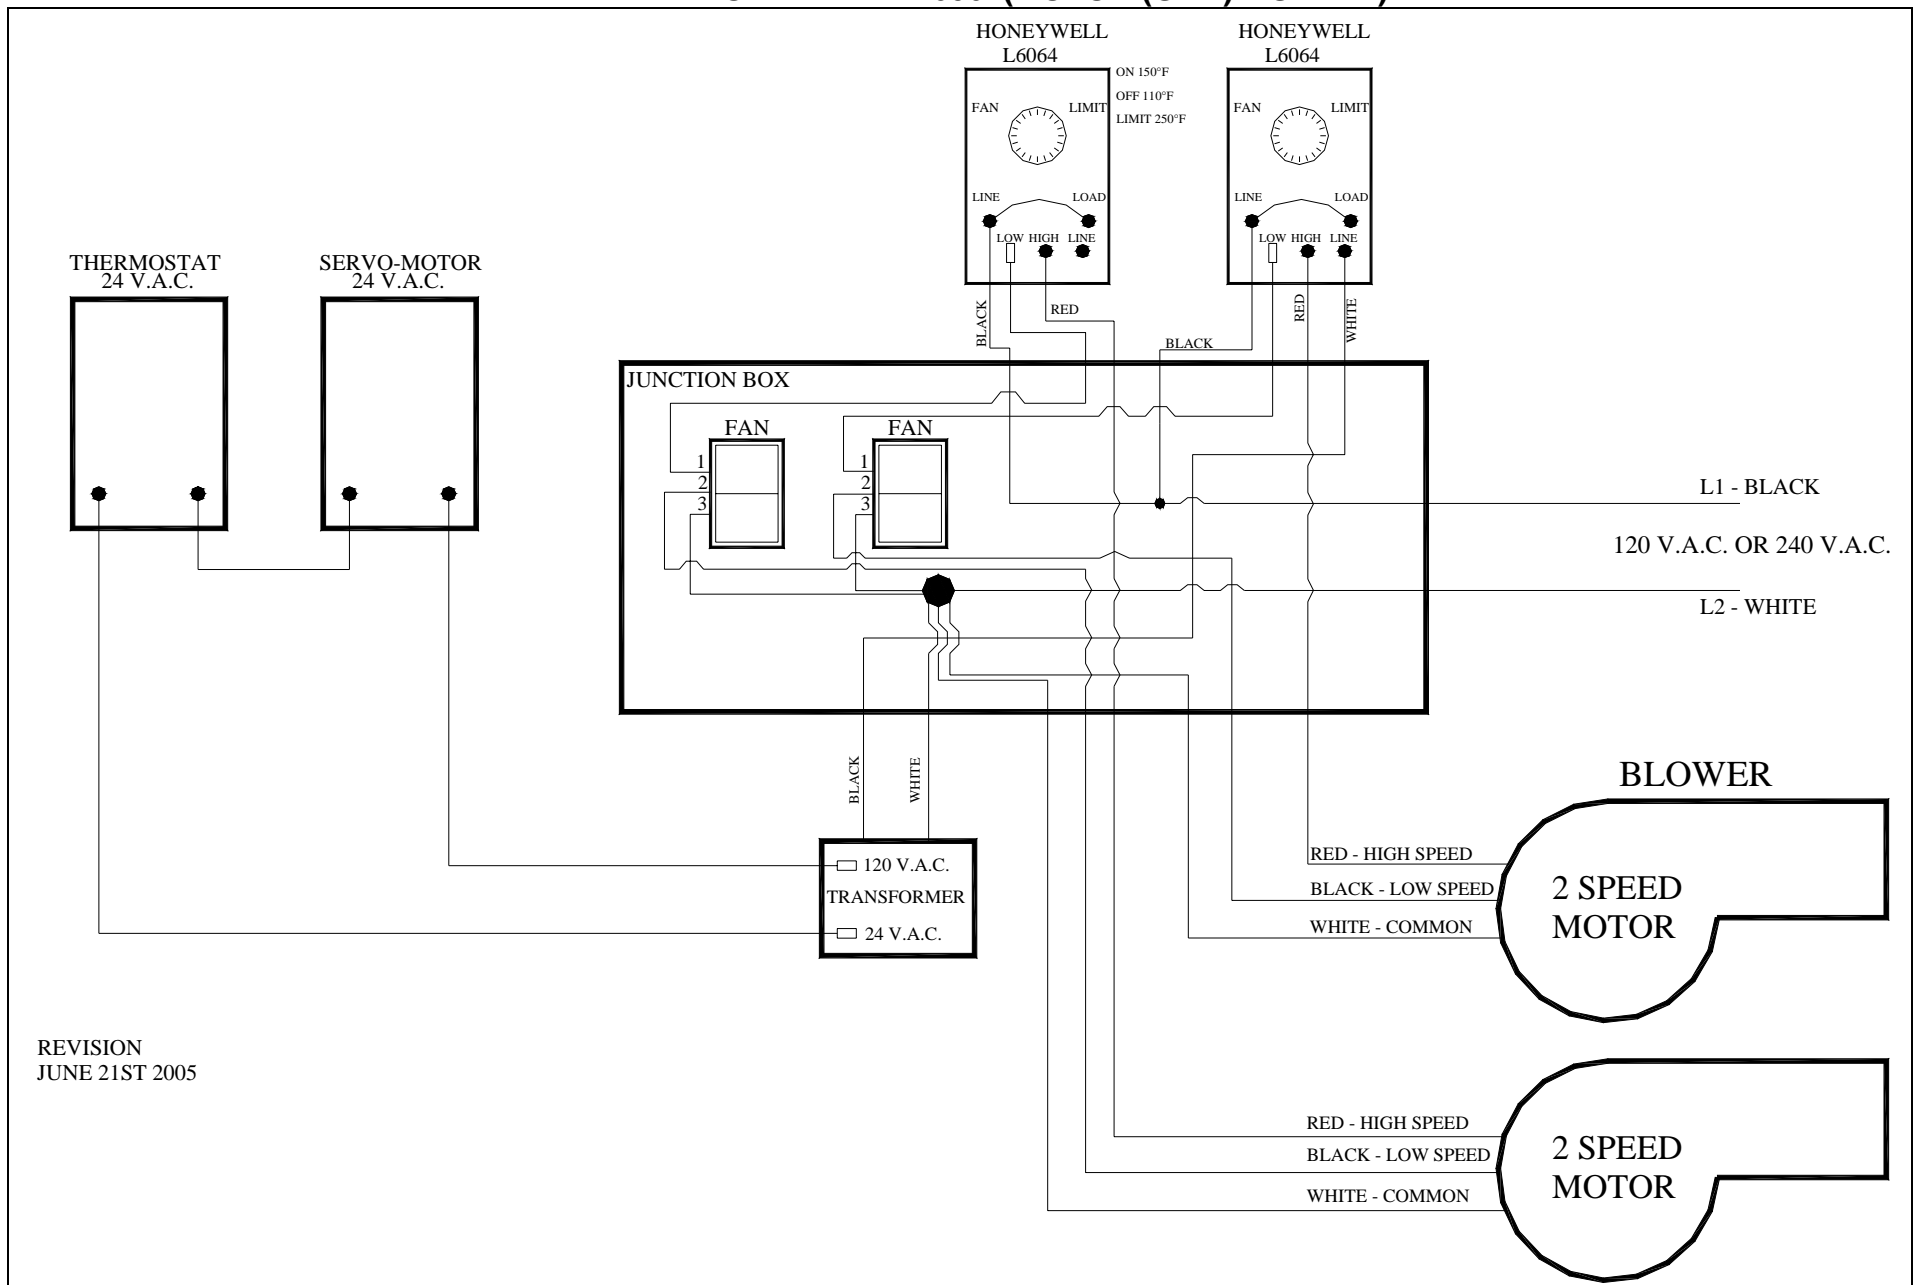 HONEYWELL
L6064
HONEYWELL
L6064
ON 150°F
OFF 110°F
LIMIT 250°F
FAN
LIMIT
FAN
LIMIT
LINE
LOAD
LINE
LOAD
LOW HIGH LINE
LOW HIGH LINE
THERMOSTAT
24 V.A.C.
SERVO-MOTOR
24 V.A.C.
BLACK
RED
BLACK
RED
WHITE
JUNCTION BOX
FAN
1
2
3
FAN
1
2
3
L1 - BLACK
120 V.A.C. OR 240 V.A.C.
L2 - WHITE
BLACK
WHITE
120 V.A.C.
TRANSFORMER
24 V.A.C.
BLOWER
RED - HIGH SPEED
BLACK - LOW SPEED
WHITE - COMMON
2 SPEED
MOTOR
REVISION
JUNE 21ST 2005
RED - HIGH SPEED
BLACK - LOW SPEED
WHITE - COMMON
2 SPEED
MOTOR